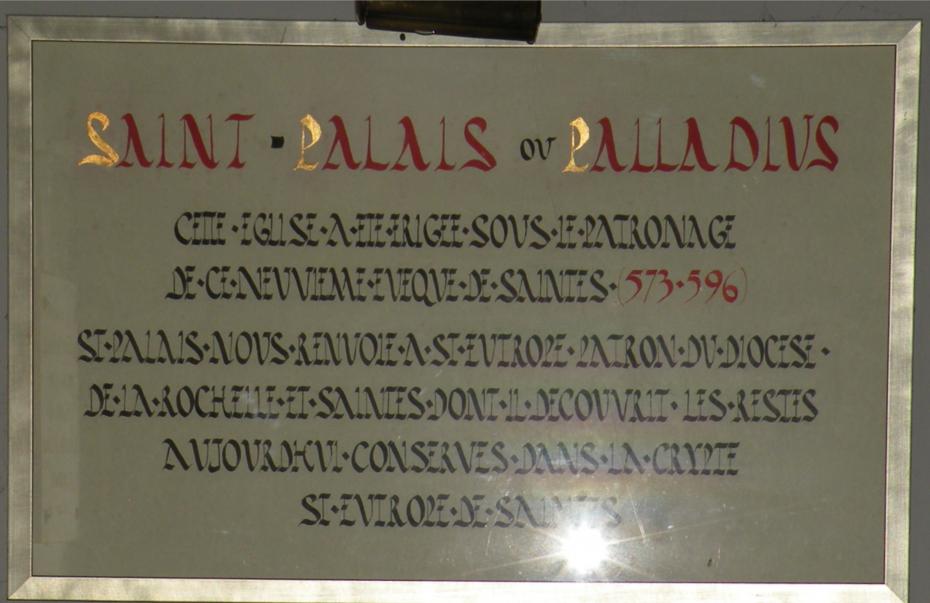 SAINT-PALAIS OU PALLADIUS
CETTE·EGLISE·A·ETE·ERIGEE·SOUS·LE·PATRONAGE
DE·CE·NEUVIEME·EVEQUE·DE·SAINTES·(573·596)
ST·PALAIS·NOUS·RENVOIE·A·ST·EUTROPE·PATRON·DU·DIOCESE·
DE·LA·ROCHELLE·ET·SAINTES·DONT·IL·DECOUVRIT·LES·RESTES
AUJOURDHUI·CONSERVES·DANS·LA·CRYPTE
ST·EUTROPE·DE·SAINTES